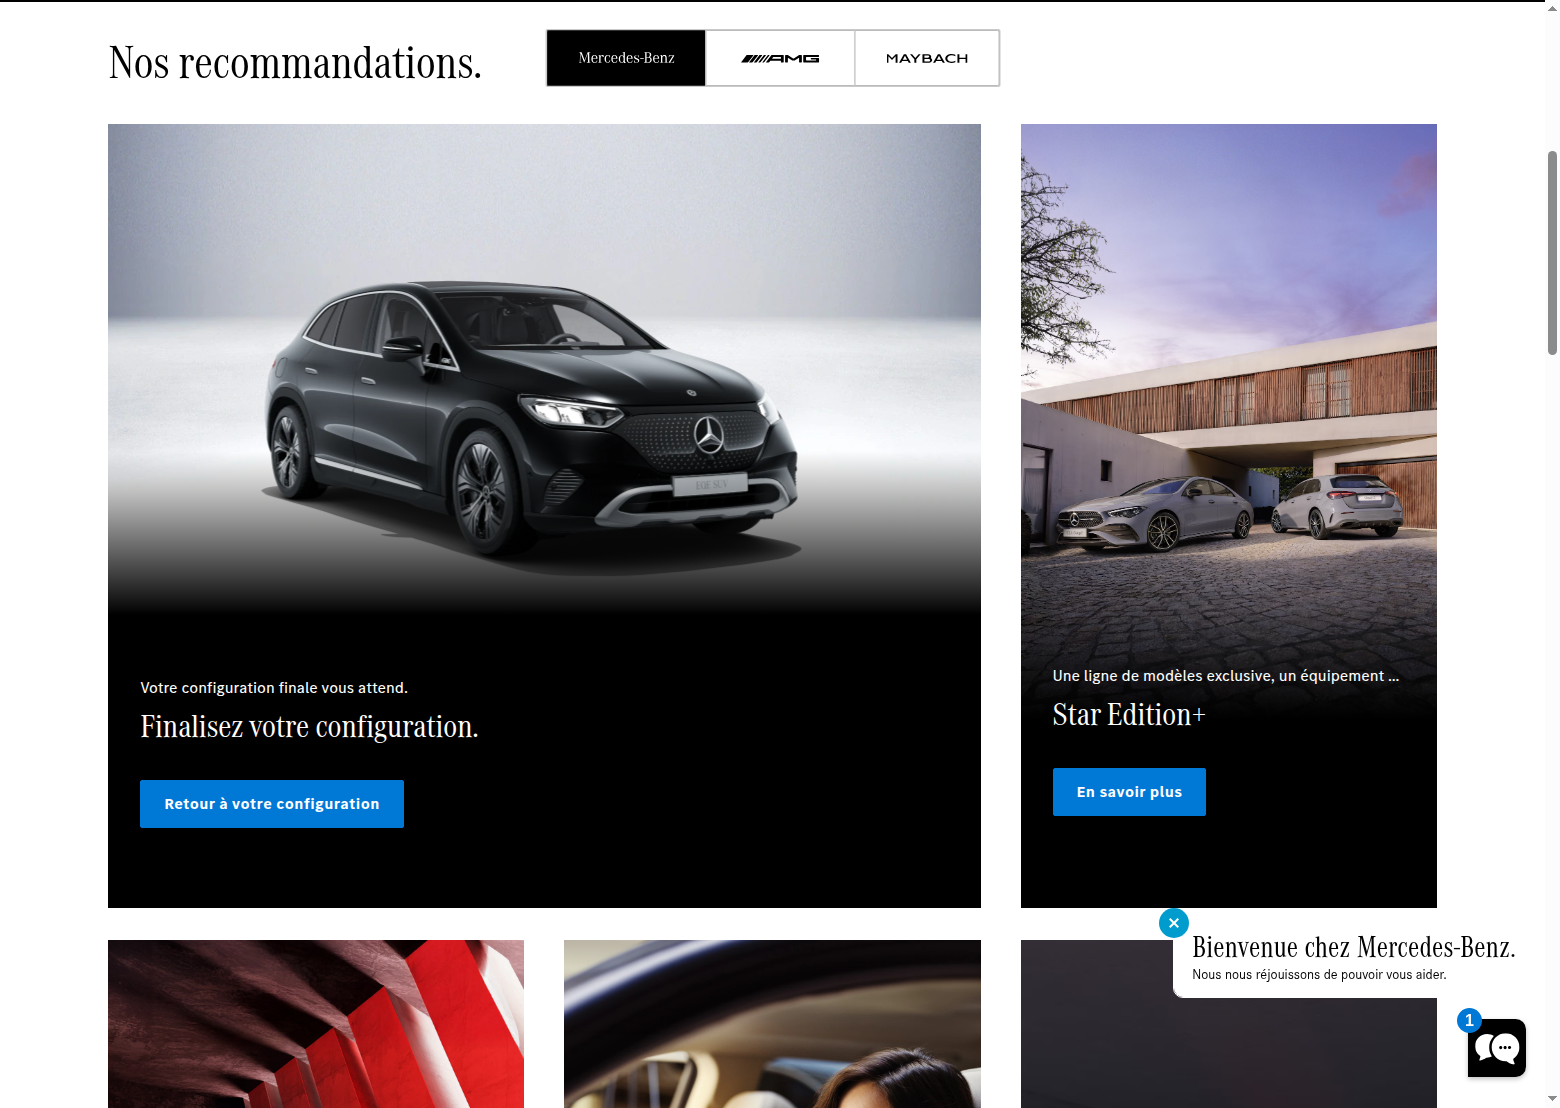 Nos recommandations.
Mercedes-Benz
AMG
MAYBACH
EQE SUV
Votre configuration finale vous attend.
Finalisez votre configuration.
Retour à votre configuration
Une ligne de modèles exclusive, un équipement ...
Star Edition+
En savoir plus
Bienvenue chez Mercedes-Benz.
Nous nous réjouissons de pouvoir vous aider.
1